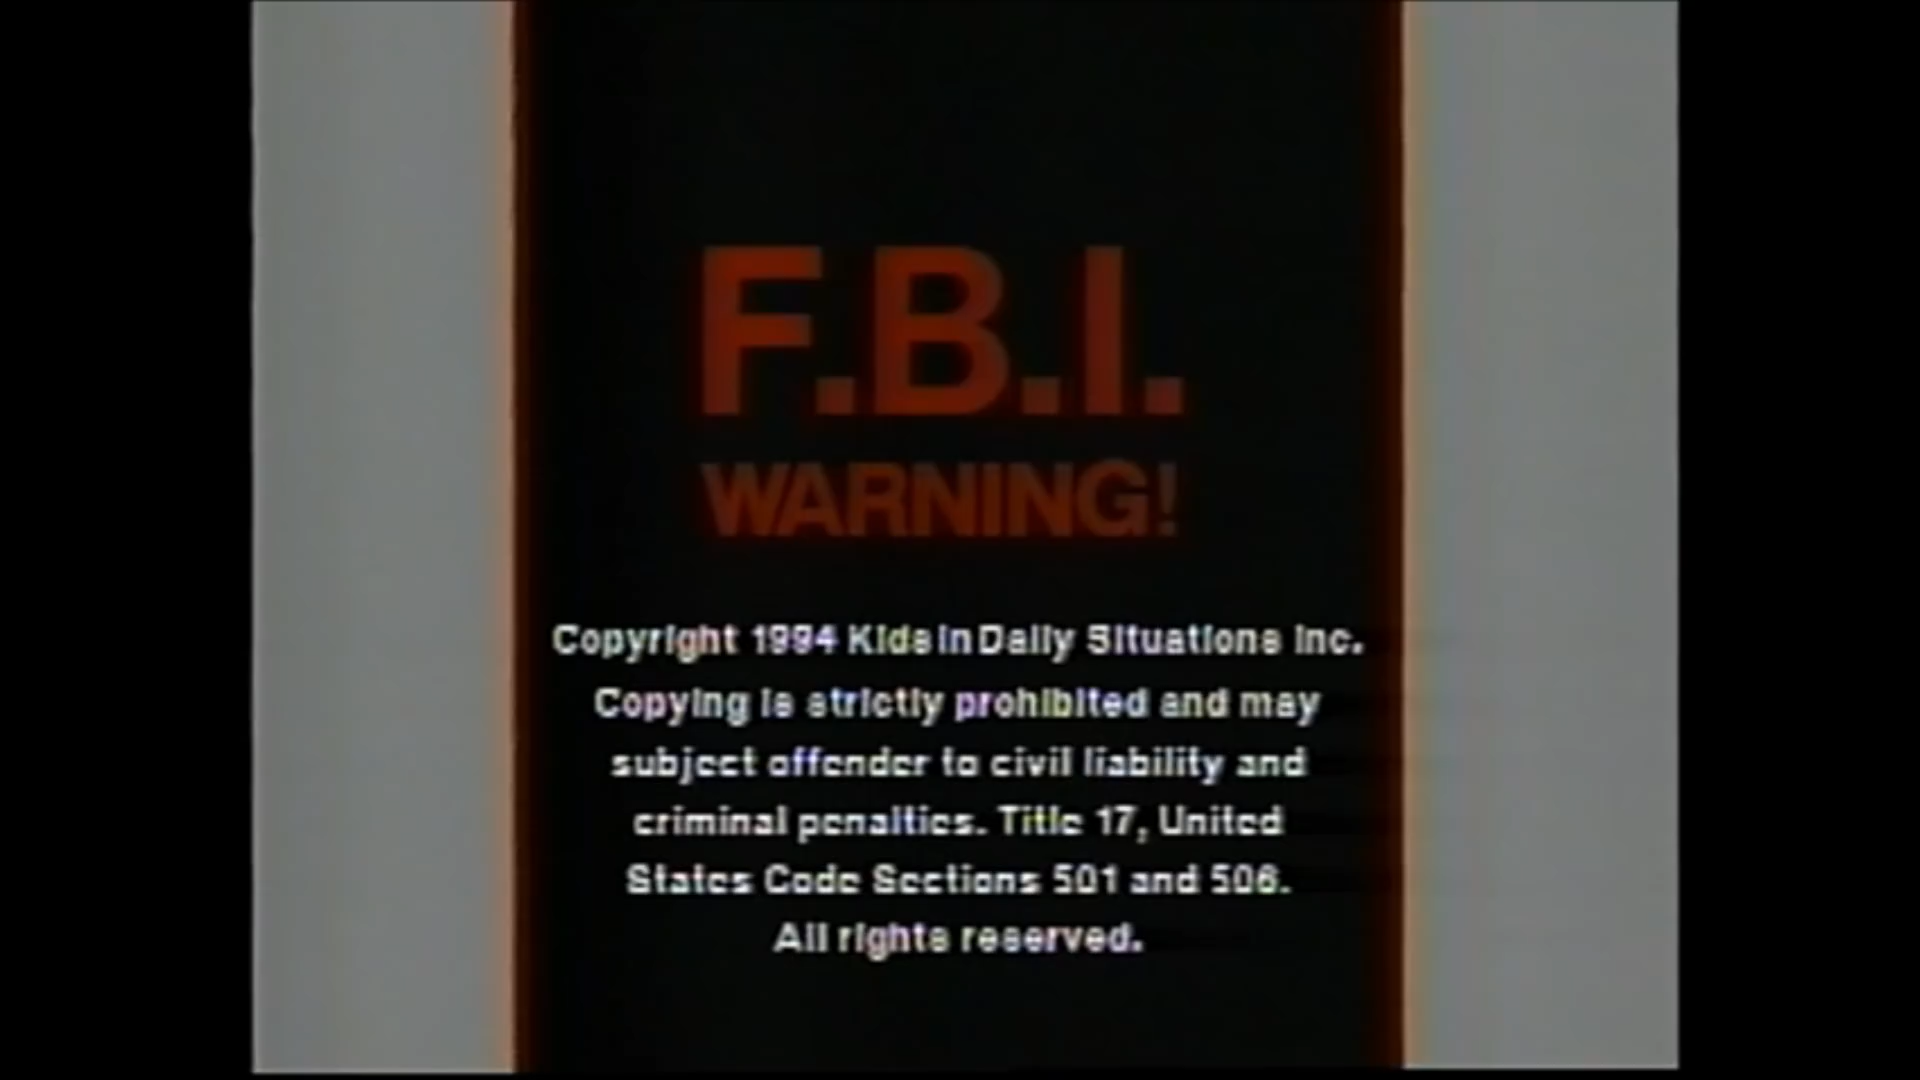 F.B.I.
WARNING!
Copyright 1994 Kids in Daily Situations Inc.
Copying is strictly prohibited and may
subject offender to civil liability and
criminal penalties. Title 17, United
States Code Sections 501 and 506.
All rights reserved.